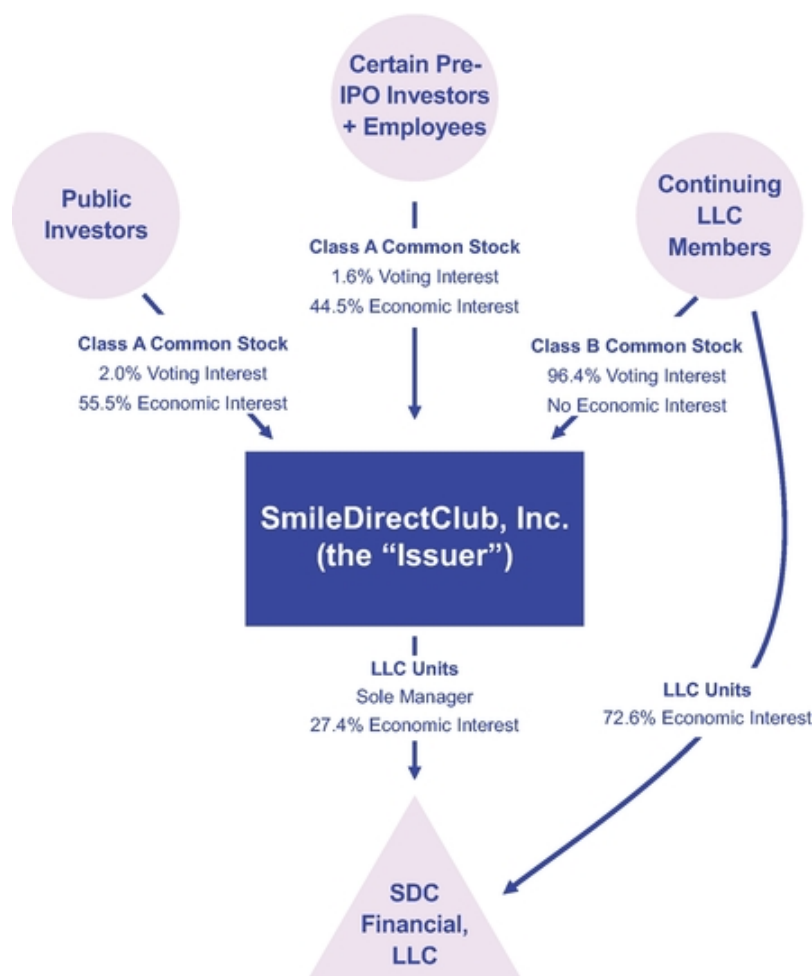 Certain Pre-
IPO Investors
+ Employees
Public
Investors
Continuing
LLC
Members
Class A Common Stock
1.6% Voting Interest
44.5% Economic Interest
Class A Common Stock
2.0% Voting Interest
55.5% Economic Interest
Class B Common Stock
96.4% Voting Interest
No Economic Interest
SmileDirectClub, Inc.
(the “Issuer”)
LLC Units
Sole Manager
27.4% Economic Interest
LLC Units
72.6% Economic Interest
SDC
Financial,
LLC